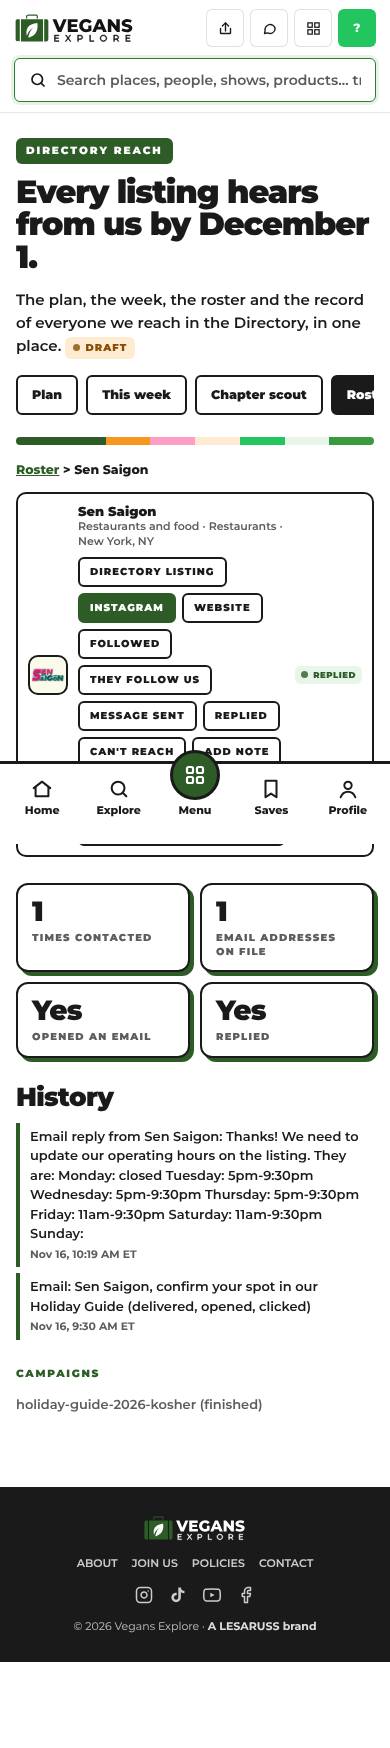 VEGANS
EXPLORE
?
Search places, people, shows, products... tr
DIRECTORY REACH
Every listing hears
from us by December
1.
The plan, the week, the roster and the record
of everyone we reach in the Directory, in one
place. DRAFT
Plan
This week
Chapter scout
Rost
Roster > Sen Saigon
Sen Saigon
Restaurants and food · Restaurants ·
New York, NY
DIRECTORY LISTING
INSTAGRAM
WEBSITE
FOLLOWED
SEN SAIGON
THEY FOLLOW US
REPLIED
MESSAGE SENT
REPLIED
CAN'T REACH
ADD NOTE
Home
Explore
Menu
Saves
Profile
1
TIMES CONTACTED
1
EMAIL ADDRESSES
ON FILE
Yes
OPENED AN EMAIL
Yes
REPLIED
History
Email reply from Sen Saigon: Thanks! We need to
update our operating hours on the listing. They
are: Monday: closed Tuesday: 5pm-9:30pm
Wednesday: 5pm-9:30pm Thursday: 5pm-9:30pm
Friday: 11am-9:30pm Saturday: 11am-9:30pm
Sunday:
Nov 16, 10:19 AM ET
Email: Sen Saigon, confirm your spot in our
Holiday Guide (delivered, opened, clicked)
Nov 16, 9:30 AM ET
CAMPAIGNS
holiday-guide-2026-kosher (finished)
VEGANS
EXPLORE
ABOUT
JOIN US
POLICIES
CONTACT
© 2026 Vegans Explore · A LESARUSS brand